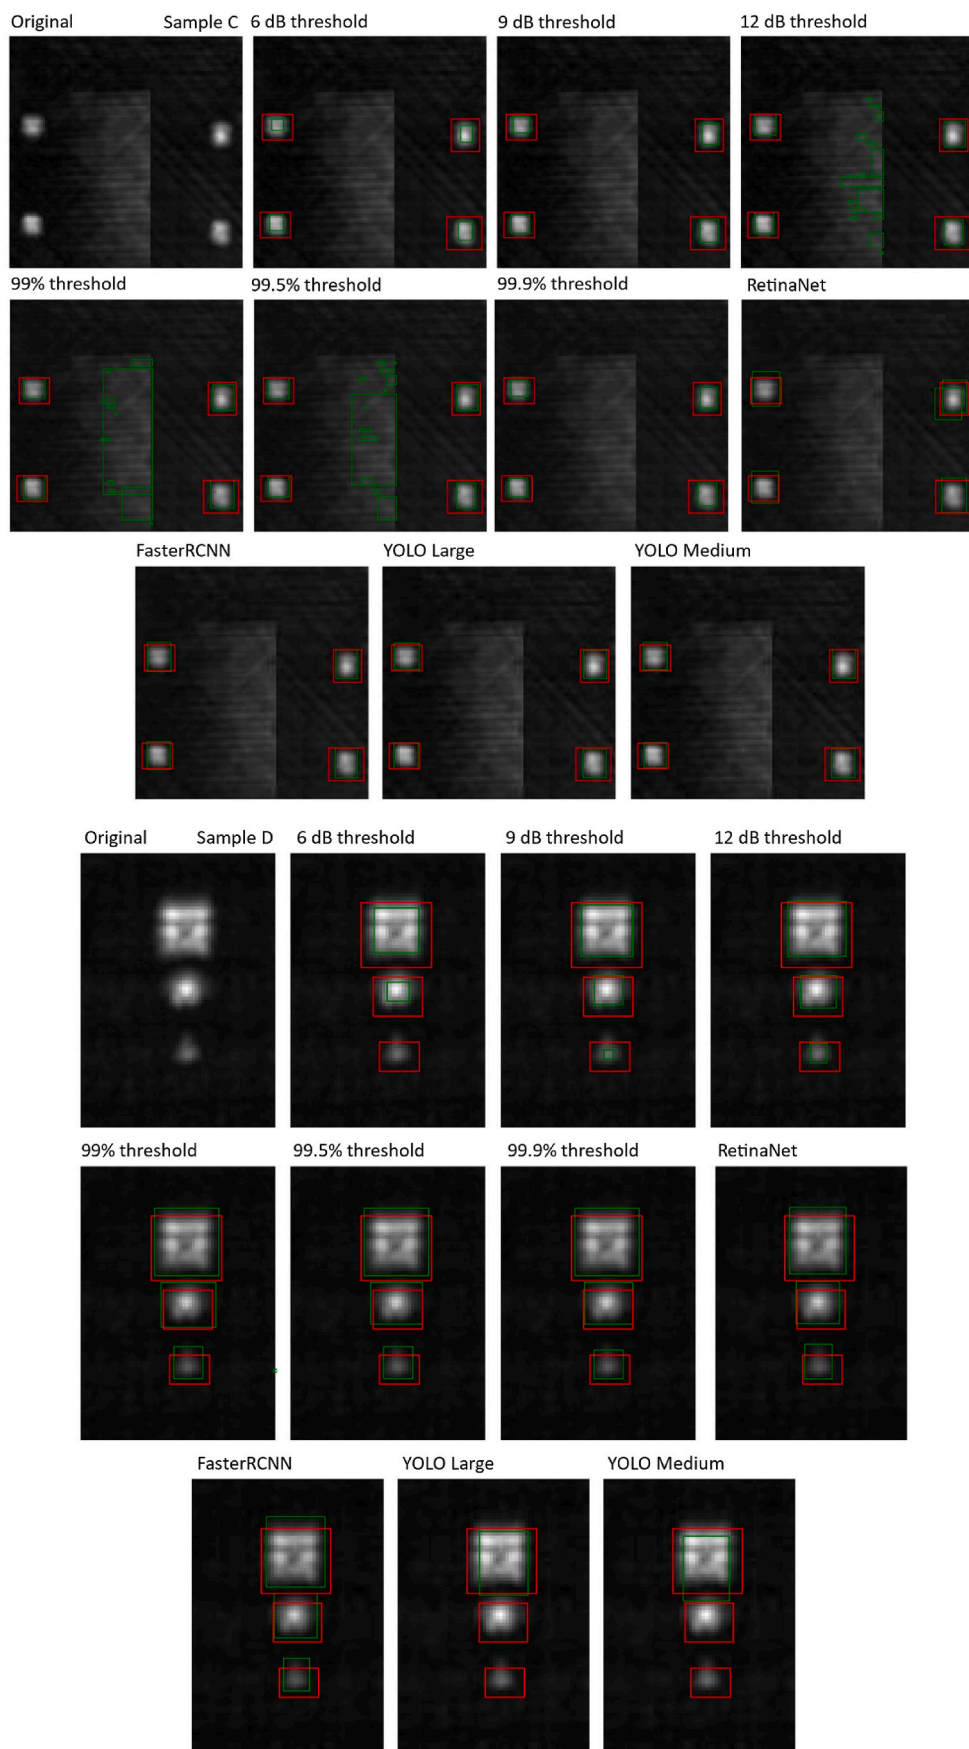 Original Sample C 6 dB threshold 9 dB threshold 12 dB threshold
99% threshold 99.5% threshold 99.9% threshold RetinaNet
FasterRCNN YOLO Large YOLO Medium
Original Sample D 6 dB threshold 9 dB threshold 12 dB threshold
99% threshold 99.5% threshold 99.9% threshold RetinaNet
FasterRCNN YOLO Large YOLO Medium